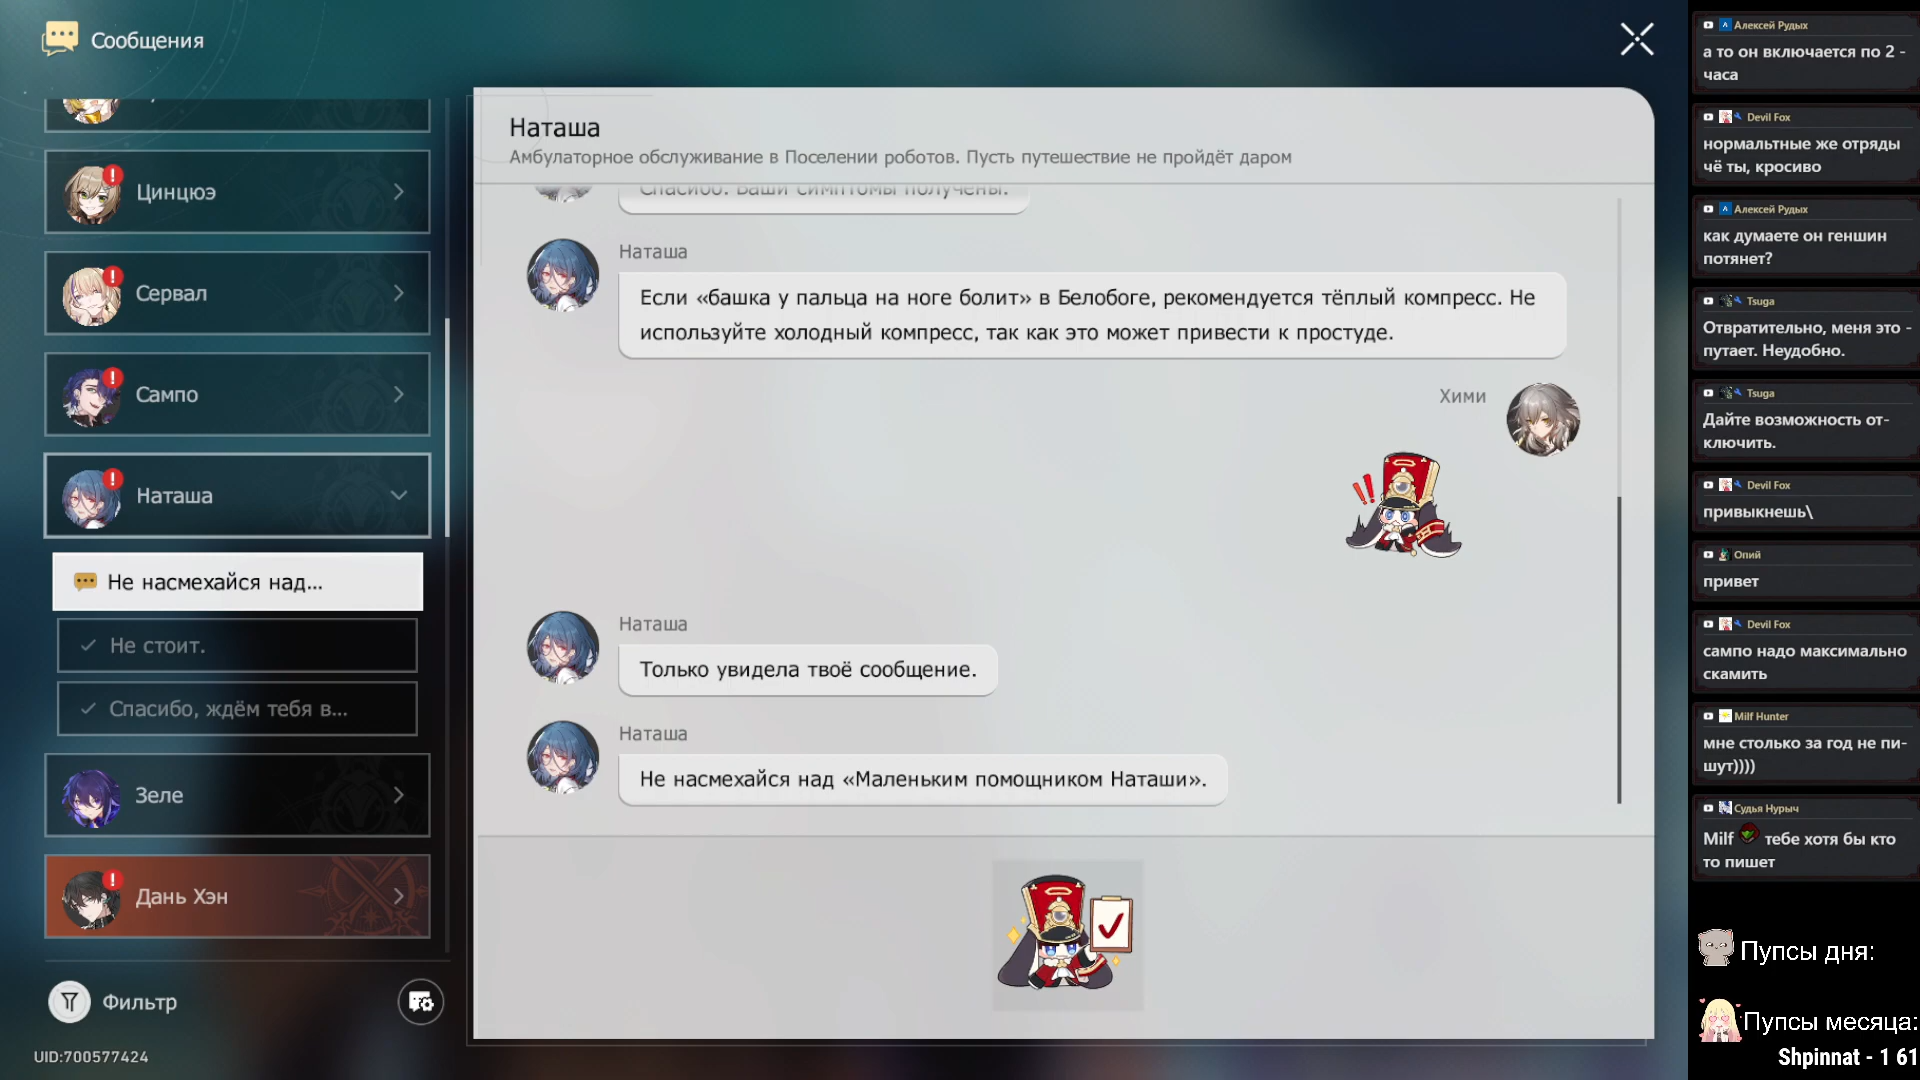 Сообщения
Цинцюэ
Сервал
Сампо
Наташа
Не насмехайся над...
Не стоит.
Спасибо, ждём тебя в...
Зеле
Дань Хэн
Фильтр
UID:700577424
Наташа
Амбулаторное обслуживание в Поселении роботов. Пусть путешествие не пройдёт даром
Спасибо. Ваши симптомы получены.
Наташа
Если «башка у пальца на ноге болит» в Белобоге, рекомендуется тёплый компресс. Не
используйте холодный компресс, так как это может привести к простуде.
Хими
Наташа
Только увидела твоё сообщение.
Наташа
Не насмехайся над «Маленьким помощником Наташи».
Алексей Рудых
а то он включается по 2 -
часа
Devil Fox
нормальтные же отряды
чё ты, кросиво
Алексей Рудых
как думаете он геншин
потянет?
Tsuga
Отвратительно, меня это -
путает. Неудобно.
Tsuga
Дайте возможность от-
ключить.
Devil Fox
привыкнешь\
Опий
привет
Devil Fox
сампо надо максимально
скамить
Milf Hunter
мне столько за год не пи-
шут))))
Судья Нурыч
Milf тебе хотя бы кто
то пишет
Пупсы дня:
Пупсы месяца:
Shpinnat - 1 61